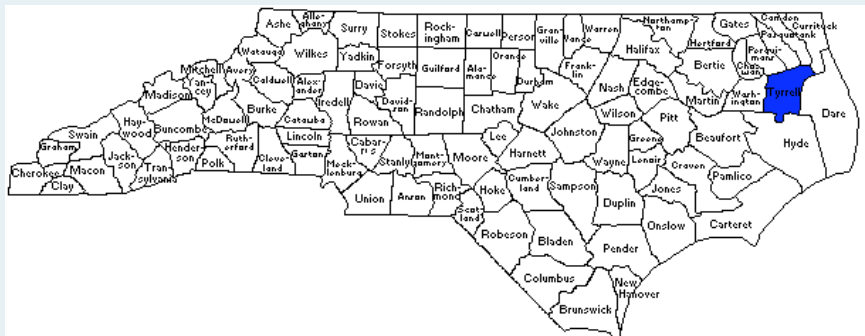 Ashe
Alle-
ghany
Surry
Stokes
Rock-
ingham
Caswell
Person
Gran-
ville
Vance
Warren
Northamp-
ton
Gates
Camden
Currituck
Pasquotank
Hertford
Perqui-
mans
Chowan
Halifax
Bertie
Watauga
Wilkes
Yadkin
Forsyth
Guilford
Ala-
mance
Orange
Durham
Frank-
lin
Nash
Edge-
combe
Martin
Wash-
ington
Tyrrell
Dare
Mitchell
Avery
Caldwell
Alex-
ander
Iredell
Davie
David-
son
Randolph
Chatham
Wake
Wilson
Pitt
Beaufort
Hyde
Madison
Yan-
cey
Burke
Catawba
Rowan
Lee
Johnston
Greene
Swain
Hay-
wood
Buncombe
McDowell
Lincoln
Cabar-
rus
Graham
Jack-
son
Hender-
son
Ruth-
erford
Polk
Cleve-
land
Gaston
Meck-
lenburg
Stanly
Mont-
gomery
Moore
Harnett
Wayne
Lenoir
Craven
Pamlico
Cherokee
Macon
Clay
Tran-
sylvania
Union
Anson
Rich-
mond
Hoke
Cumber-
land
Sampson
Duplin
Jones
Scot-
land
Onslow
Carteret
Robeson
Bladen
Pender
Columbus
New
Hanover
Brunswick